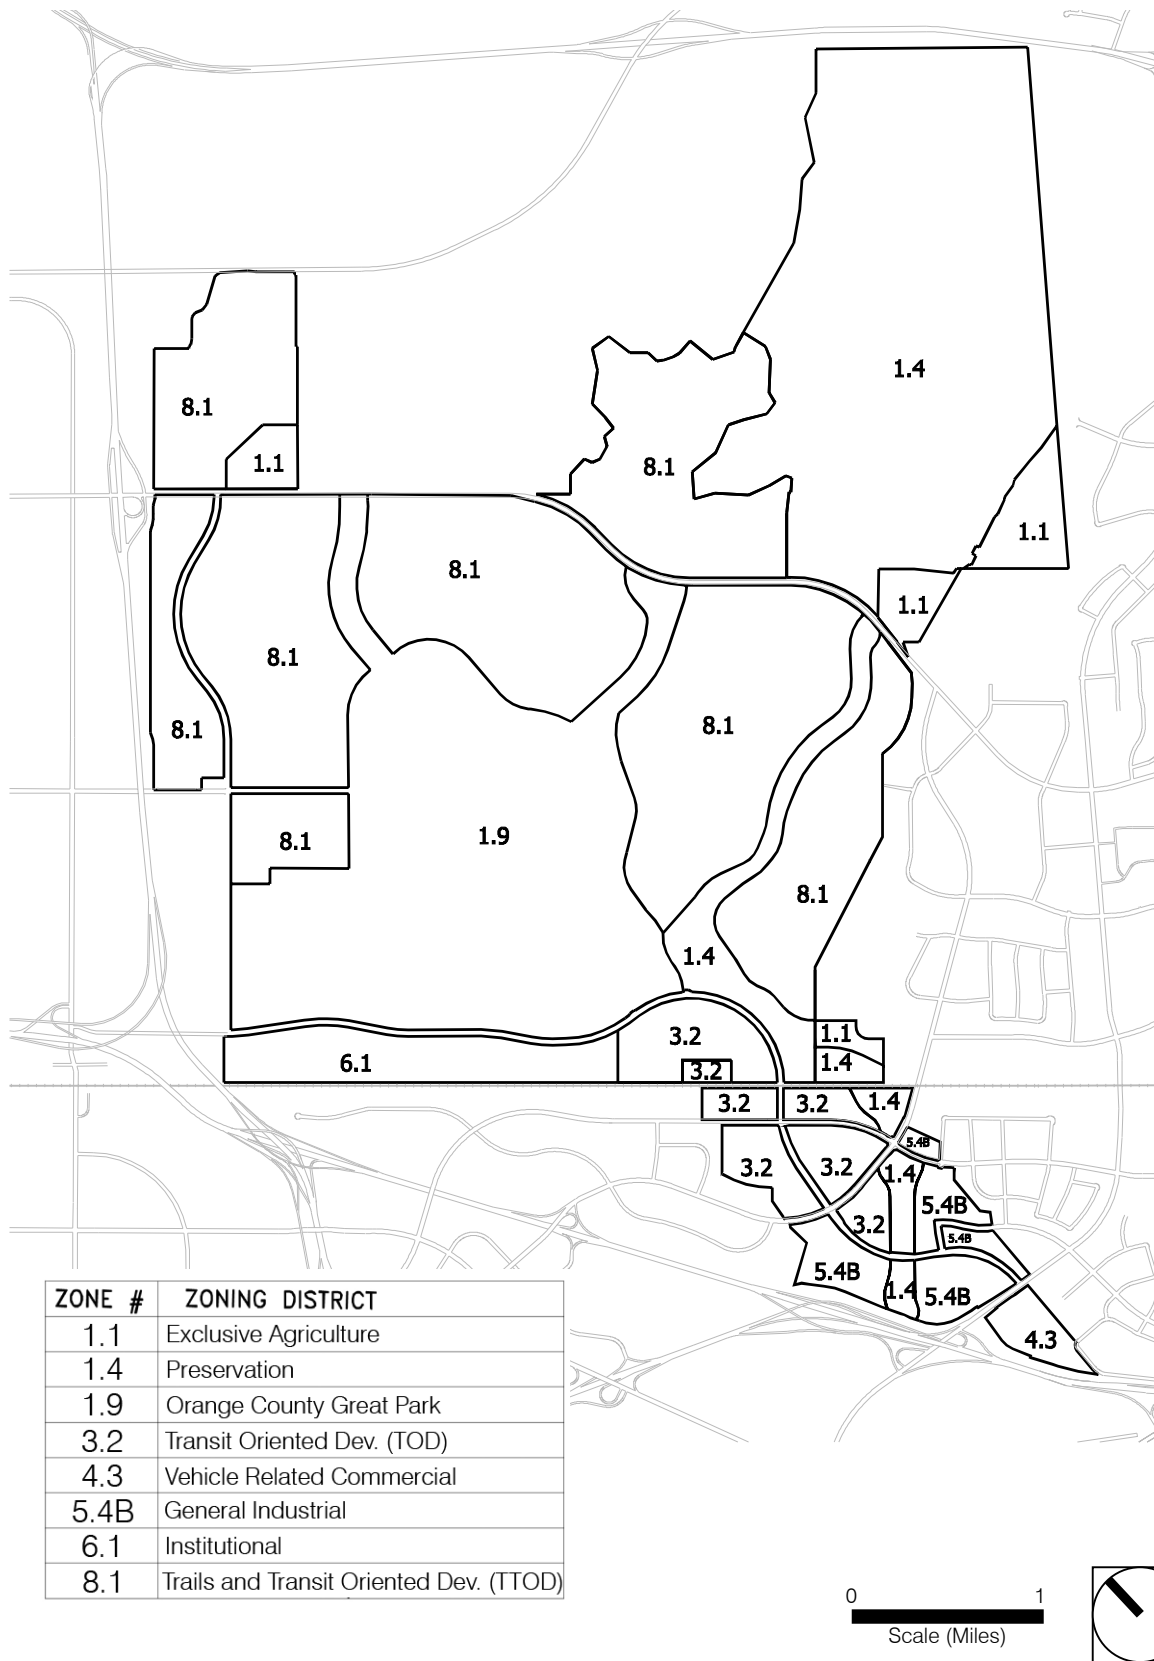 1.4
8.1
1.1
8.1
1.1
8.1
1.1
8.1
8.1
8.1
1.9
8.1
8.1
1.4
3.2
1.1
6.1
3.2
1.4
3.2
3.2
1.4
5.4B
3.2
3.2
1.4
5.4B
3.2
5.4B
5.4B
1.4
5.4B
4.3
ZONE # ZONING DISTRICT
1.1 Exclusive Agriculture
1.4 Preservation
1.9 Orange County Great Park
3.2 Transit Oriented Dev. (TOD)
4.3 Vehicle Related Commercial
5.4B General Industrial
6.1 Institutional
8.1 Trails and Transit Oriented Dev. (TTOD)
0 1
Scale (Miles)